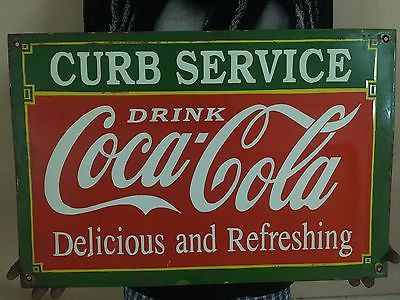 CURB SERVICE
DRINK
Coca-Cola
Delicious and Refreshing